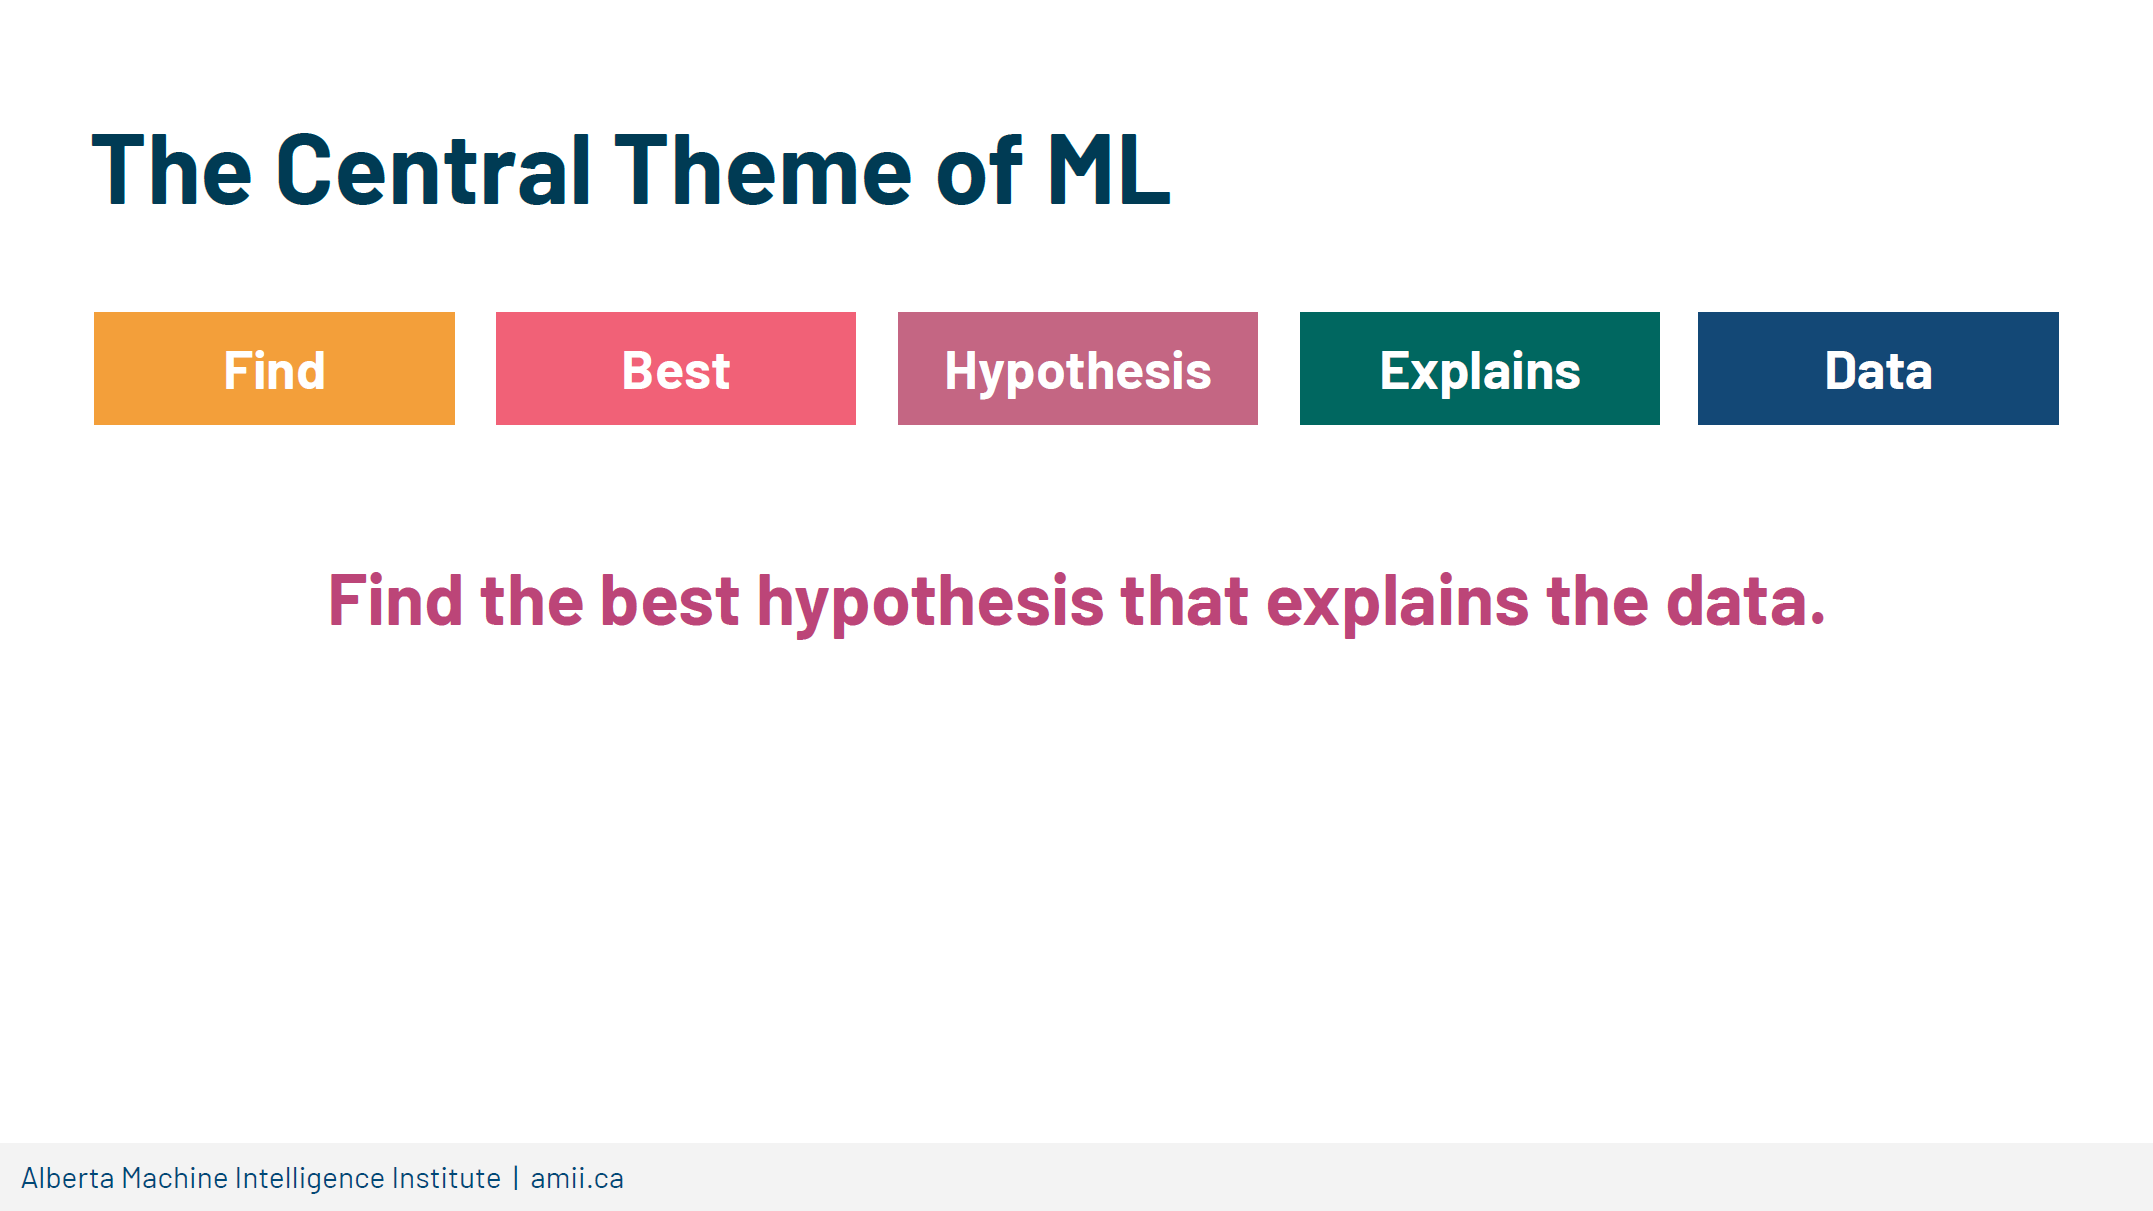 The Central Theme of ML
Find Best Hypothesis Explains Data
Find the best hypothesis that explains the data.
Alberta Machine Intelligence Institute | amii.ca